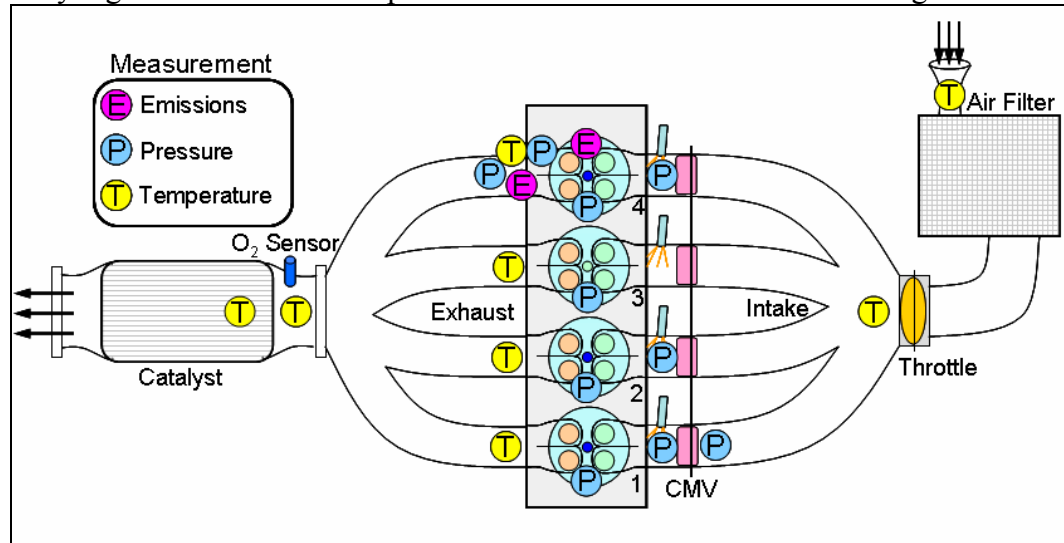 Measurement
E Emissions
P Pressure
T Temperature
O₂ Sensor
Catalyst
T
T
Exhaust
T
P
P
E
E
P
P
4
T
P
3
T
P
P
2
T
P
P
P
1
CMV
Intake
T
Throttle
T
Air Filter